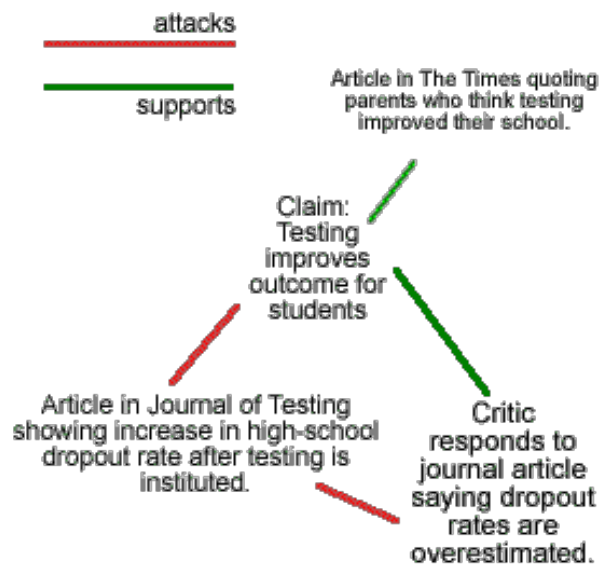 attacks
supports
Article in The Times quoting
parents who think testing
improved their school.
Claim:
Testing
improves
outcome for
students
Article in Journal of Testing
showing increase in high-school
dropout rate after testing is
instituted.
Critic
responds to
journal article
saying dropout
rates are
overestimated.